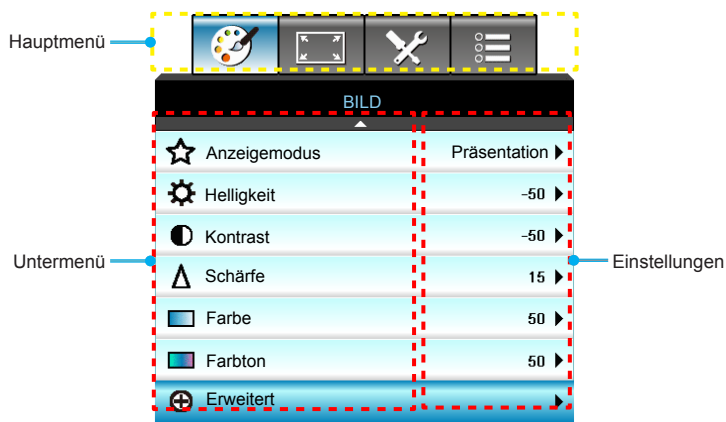 Hauptmenü
BILD
Anzeigemodus Präsentation
Helligkeit -50
Kontrast -50
Untermenü
Einstellungen
Schärfe 15
Farbe 50
Farbton 50
Erweitert